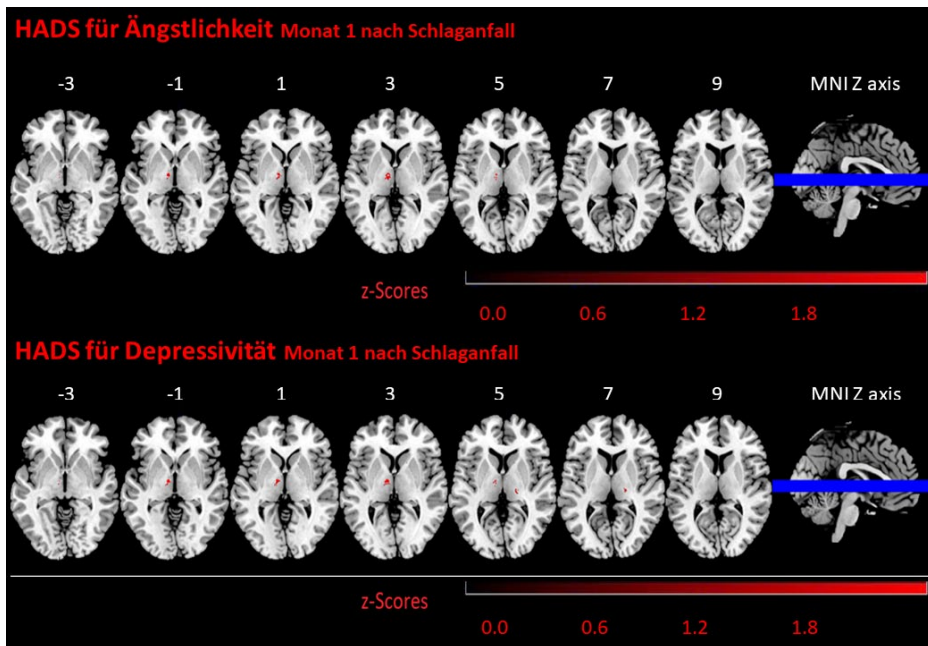 HADS für Ängstlichkeit Monat 1 nach Schlaganfall
-3 -1 1 3 5 7 9 MNI Z axis
z-Scores
0.0 0.6 1.2 1.8
HADS für Depressivität Monat 1 nach Schlaganfall
-3 -1 1 3 5 7 9 MNI Z axis
z-Scores
0.0 0.6 1.2 1.8